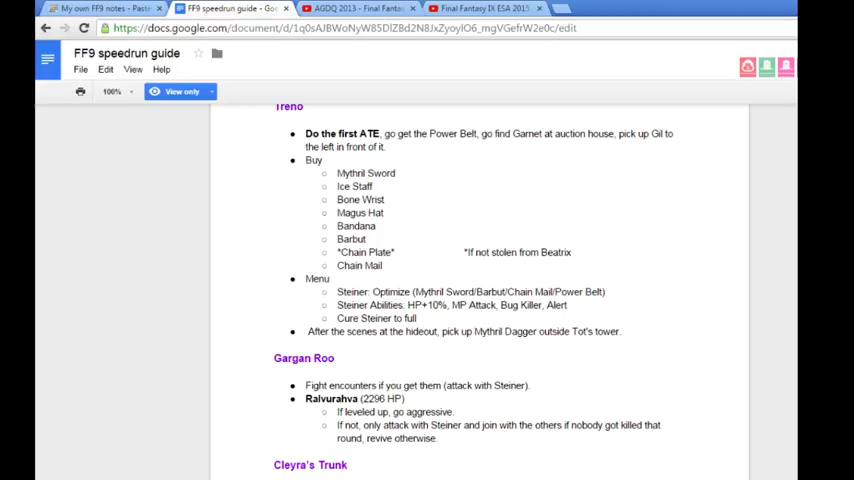 My own FF9 notes - Paste
FF9 speedrun guide - Goo
AGDQ 2013 - Final Fantas
Final Fantasy IX ESA 2015
https://docs.google.com/document/d/1q0sAJBWoNyW85DlZBd2N8JxZyoyIO6_mgVGefrW2e0c/edit
FF9 speedrun guide
File Edit View Help
100% View only
Treno
● Do the first ATE, go get the Power Belt, go find Garnet at auction house, pick up Gil to
the left in front of it.
● Buy
○ Mythril Sword
○ Ice Staff
○ Bone Wrist
○ Magus Hat
○ Bandana
○ Barbut
○ *Chain Plate* *If not stolen from Beatrix
○ Chain Mail
● Menu
○ Steiner: Optimize (Mythril Sword/Barbut/Chain Mail/Power Belt)
○ Steiner Abilities: HP+10%, MP Attack, Bug Killer, Alert
○ Cure Steiner to full
● After the scenes at the hideout, pick up Mythril Dagger outside Tot's tower.
Gargan Roo
● Fight encounters if you get them (attack with Steiner).
● Ralvurahva (2296 HP)
○ If leveled up, go aggressive.
○ If not, only attack with Steiner and join with the others if nobody got killed that
round, revive otherwise.
Cleyra's Trunk